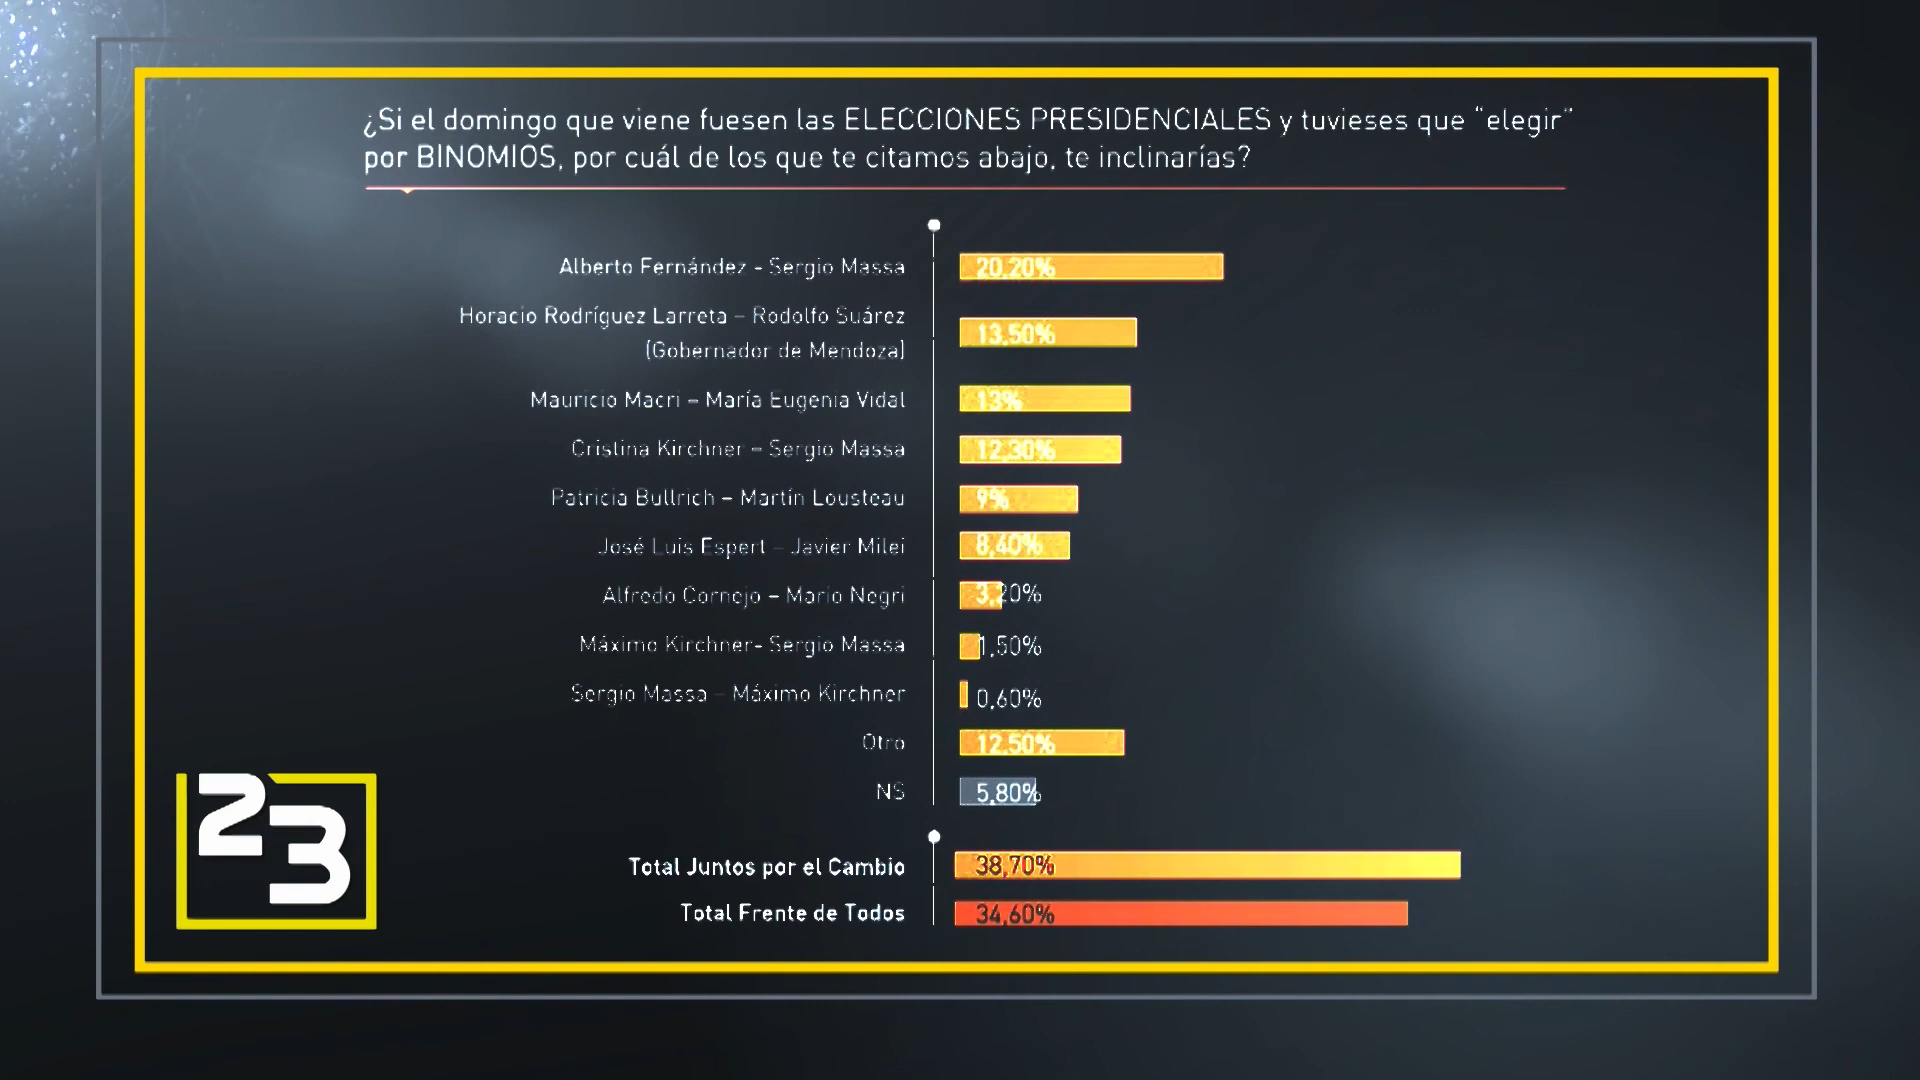 ¿Si el domingo que viene fuesen las ELECCIONES PRESIDENCIALES y tuvieses que "elegir"
por BINOMIOS, por cuál de los que te citamos abajo, te inclinarías?
Alberto Fernández - Sergio Massa 20,20%
Horacio Rodríguez Larreta – Rodolfo Suárez
(Gobernador de Mendoza) 13,50%
Mauricio Macri – María Eugenia Vidal 13%
Cristina Kirchner – Sergio Massa 12,30%
Patricia Bullrich – Martín Lousteau 9%
José Luis Espert – Javier Milei 8,40%
Alfredo Cornejo – Mario Negri 3,20%
Máximo Kirchner- Sergio Massa 1,50%
Sergio Massa – Máximo Kirchner 0,60%
Otro 12,50%
NS 5,80%
Total Juntos por el Cambio 38,70%
Total Frente de Todos 34,60%
23